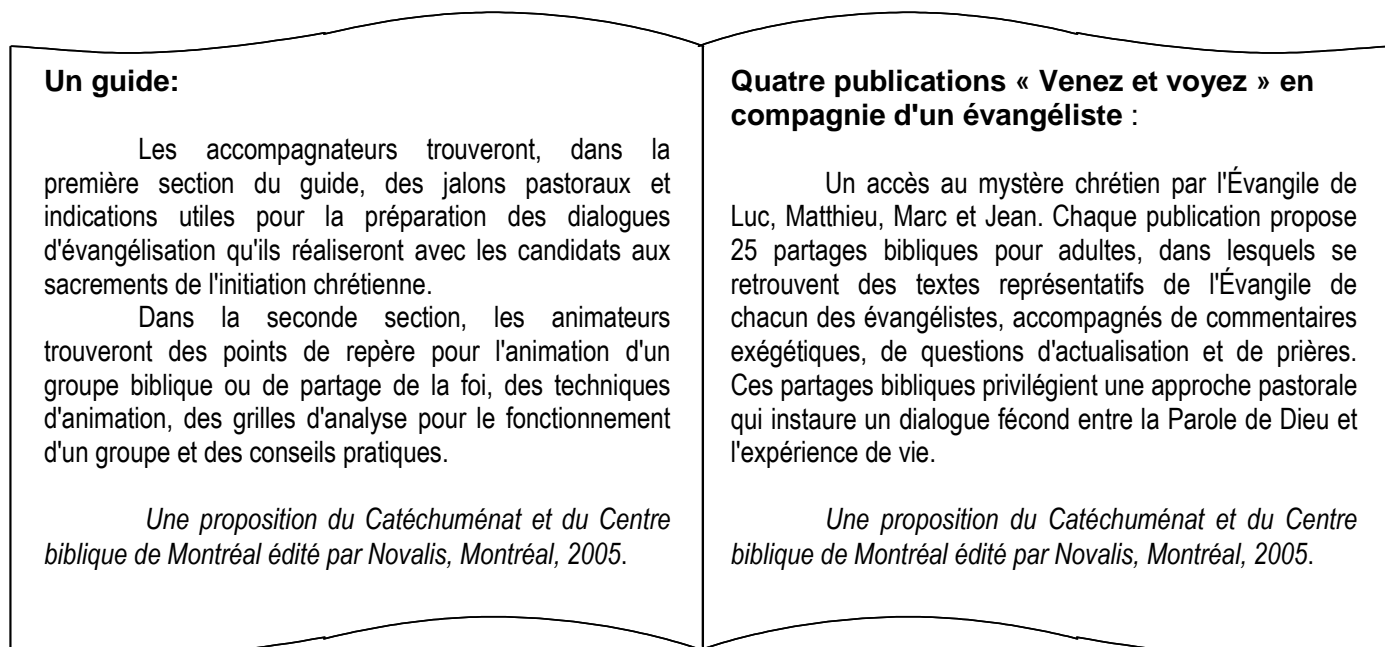 Un guide:
Les accompagnateurs trouveront, dans la
première section du guide, des jalons pastoraux et
indications utiles pour la préparation des dialogues
d'évangélisation qu'ils réaliseront avec les candidats aux
sacrements de l'initiation chrétienne.
Dans la seconde section, les animateurs
trouveront des points de repère pour l'animation d'un
groupe biblique ou de partage de la foi, des techniques
d'animation, des grilles d'analyse pour le fonctionnement
d'un groupe et des conseils pratiques.
Une proposition du Catéchuménat et du Centre
biblique de Montréal édité par Novalis, Montréal, 2005.
Quatre publications « Venez et voyez » en
compagnie d'un évangéliste :
Un accès au mystère chrétien par l'Évangile de
Luc, Matthieu, Marc et Jean. Chaque publication propose
25 partages bibliques pour adultes, dans lesquels se
retrouvent des textes représentatifs de l'Évangile de
chacun des évangélistes, accompagnés de commentaires
exégétiques, de questions d'actualisation et de prières.
Ces partages bibliques privilégient une approche pastorale
qui instaure un dialogue fécond entre la Parole de Dieu et
l'expérience de vie.
Une proposition du Catéchuménat et du Centre
biblique de Montréal édité par Novalis, Montréal, 2005.